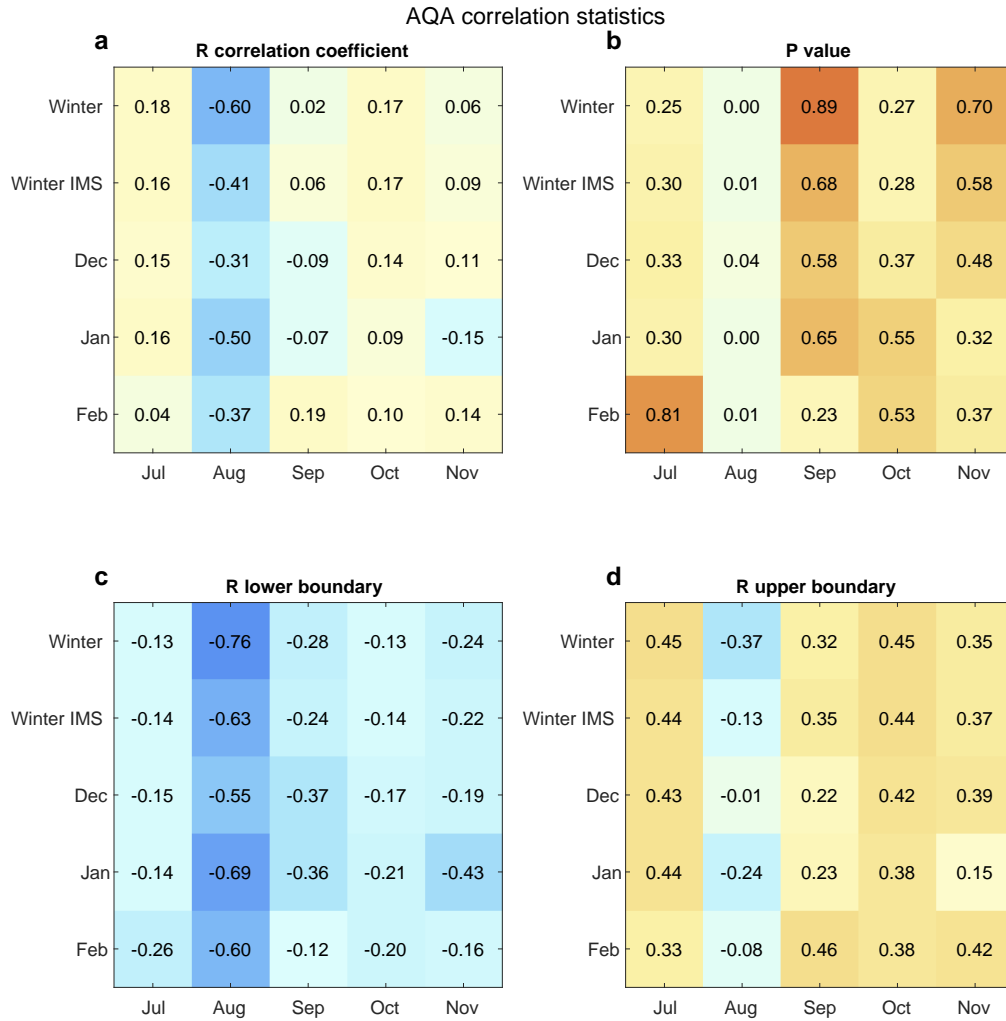 AQA correlation statistics
a
R correlation coefficient
Winter 0.18 -0.60 0.02 0.17 0.06
Winter IMS 0.16 -0.41 0.06 0.17 0.09
Dec 0.15 -0.31 -0.09 0.14 0.11
Jan 0.16 -0.50 -0.07 0.09 -0.15
Feb 0.04 -0.37 0.19 0.10 0.14
Jul Aug Sep Oct Nov
b
P value
Winter 0.25 0.00 0.89 0.27 0.70
Winter IMS 0.30 0.01 0.68 0.28 0.58
Dec 0.33 0.04 0.58 0.37 0.48
Jan 0.30 0.00 0.65 0.55 0.32
Feb 0.81 0.01 0.23 0.53 0.37
Jul Aug Sep Oct Nov
c
R lower boundary
Winter -0.13 -0.76 -0.28 -0.13 -0.24
Winter IMS -0.14 -0.63 -0.24 -0.14 -0.22
Dec -0.15 -0.55 -0.37 -0.17 -0.19
Jan -0.14 -0.69 -0.36 -0.21 -0.43
Feb -0.26 -0.60 -0.12 -0.20 -0.16
Jul Aug Sep Oct Nov
d
R upper boundary
Winter 0.45 -0.37 0.32 0.45 0.35
Winter IMS 0.44 -0.13 0.35 0.44 0.37
Dec 0.43 -0.01 0.22 0.42 0.39
Jan 0.44 -0.24 0.23 0.38 0.15
Feb 0.33 -0.08 0.46 0.38 0.42
Jul Aug Sep Oct Nov